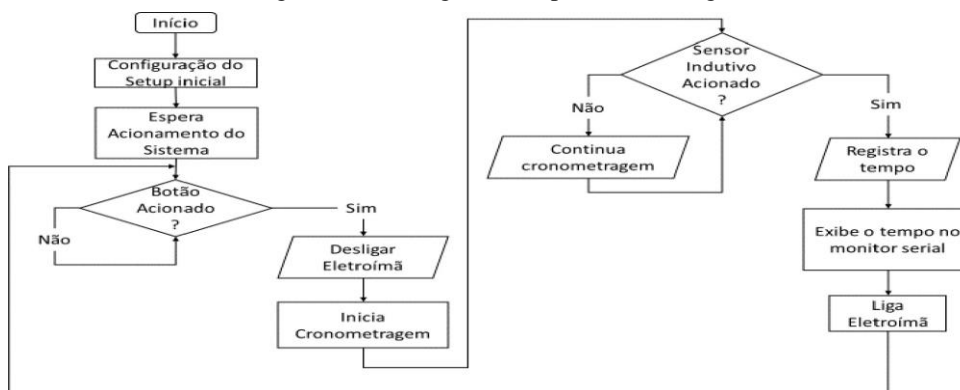 Início
Configuração do
Setup inicial
Espera
Acionamento do
Sistema
Botão
Acionado
?
Não
Sim
Desligar
Eletroímã
Inicia
Cronometragem
Sensor
Indutivo
Acionado
?
Não
Continua
cronometragem
Sim
Registra o
tempo
Exibe o tempo no
monitor serial
Liga
Eletroímã